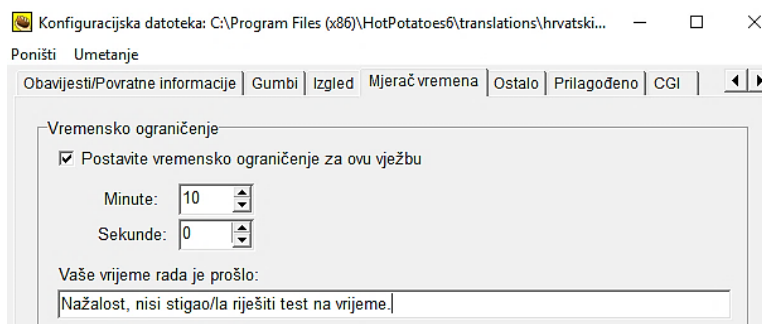 Konfiguracijska datoteka: C:\Program Files (x86)\HotPotatoes6\translations\hrvatski...
Poništi Umetanje
Obavijesti/Povratne informacije Gumbi Izgled Mjerač vremena Ostalo Prilagođeno CGI
Vremensko ograničenje
Postavite vremensko ograničenje za ovu vježbu
Minute: 10
Sekunde: 0
Vaše vrijeme rada je prošlo:
Nažalost, nisi stigao/la riješiti test na vrijeme.